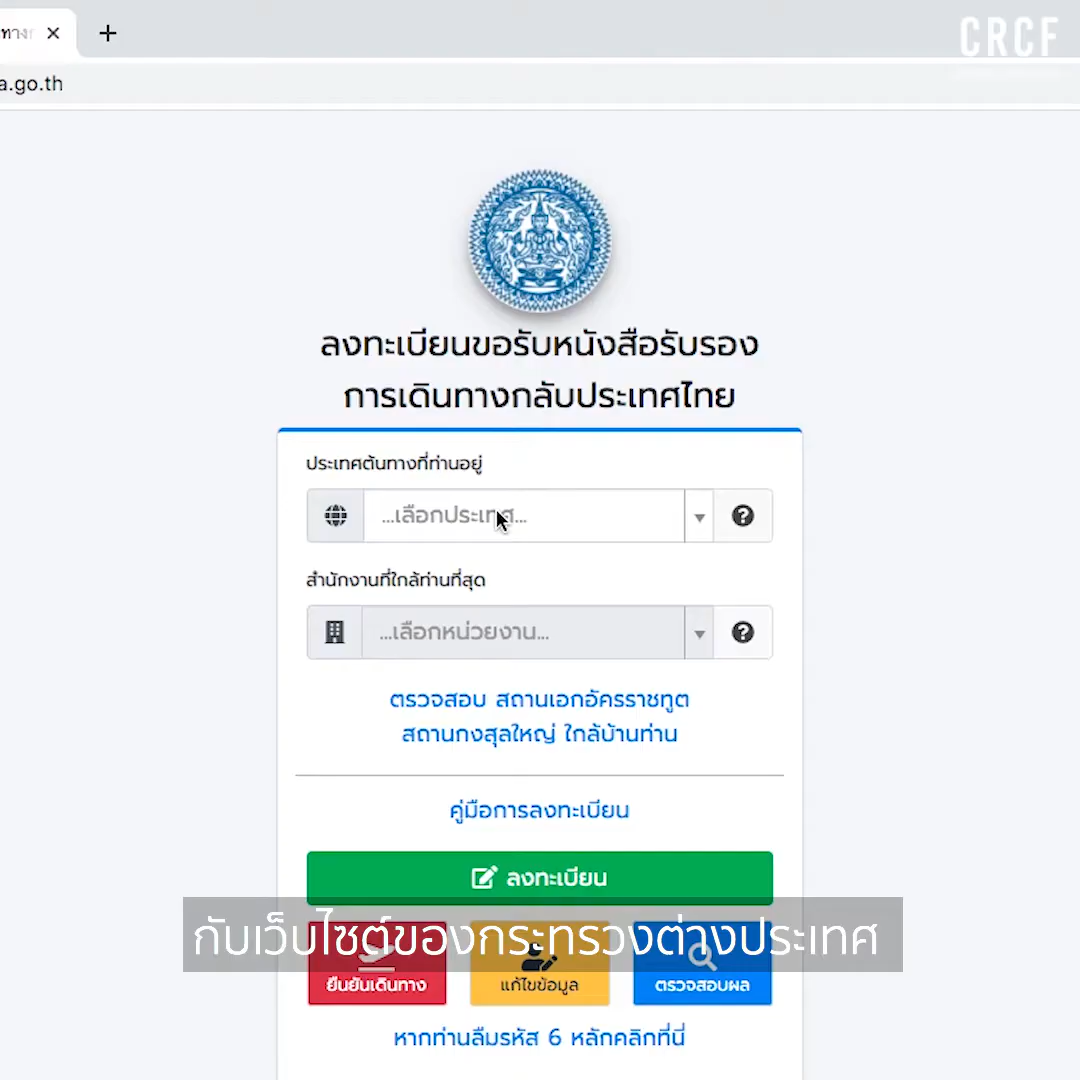 CRCF
a.go.th
ลงทะเบียนขอรับหนังสือรับรอง
การเดินทางกลับประเทศไทย
ประเทศต้นทางที่ท่านอยู่
...เลือกประเทศ...
สำนักงานที่ใกล้ท่านที่สุด
...เลือกหน่วยงาน...
ตรวจสอบ สถานเอกอัครราชทูต
สถานกงสุลใหญ่ ใกล้บ้านท่าน
คู่มือการลงทะเบียน
ลงทะเบียน
กับเว็บไซต์ของกระทรวงต่างประเทศ
ยืนยันเดินทาง แก้ไขข้อมูล ตรวจสอบผล
หากท่านลืมรหัส 6 หลักคลิกที่นี่